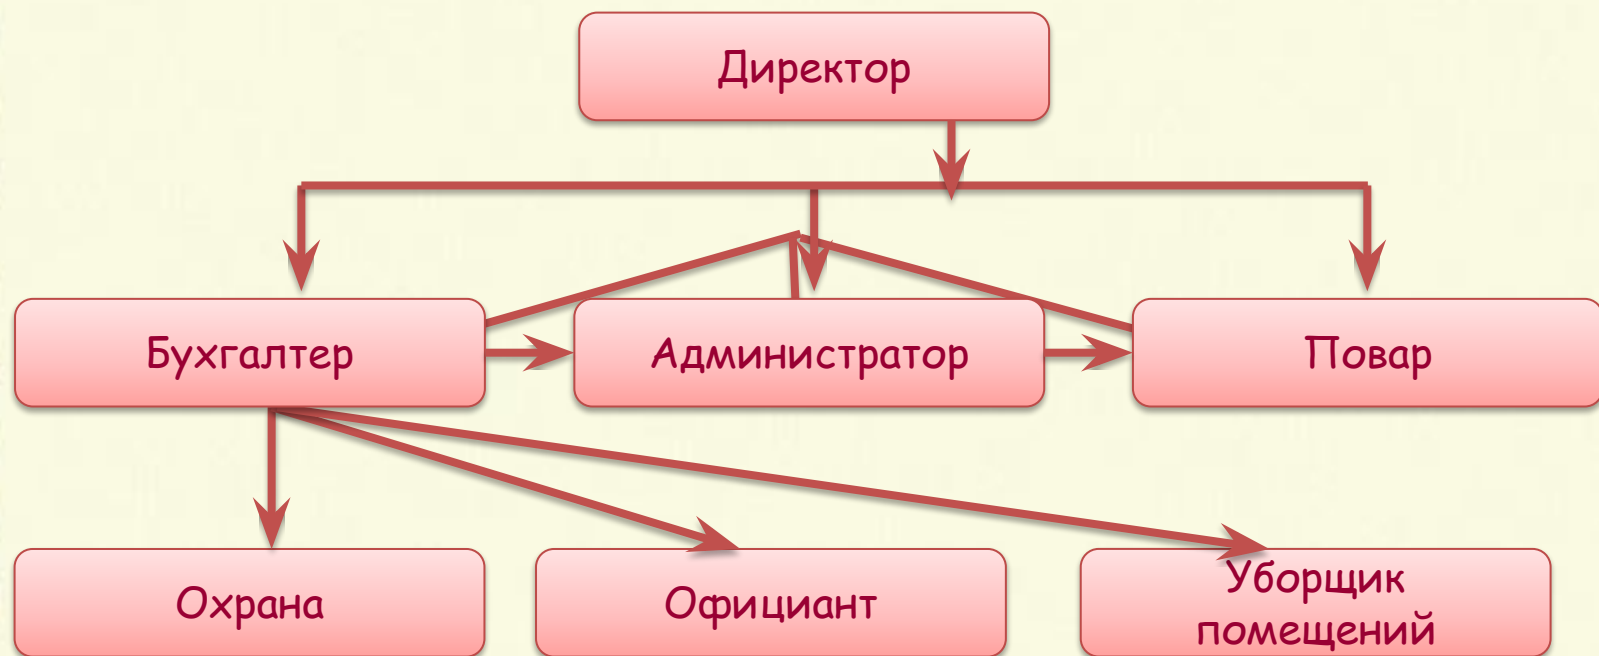 Директор
Бухгалтер
Администратор
Повар
Охрана
Официант
Уборщик
помещений